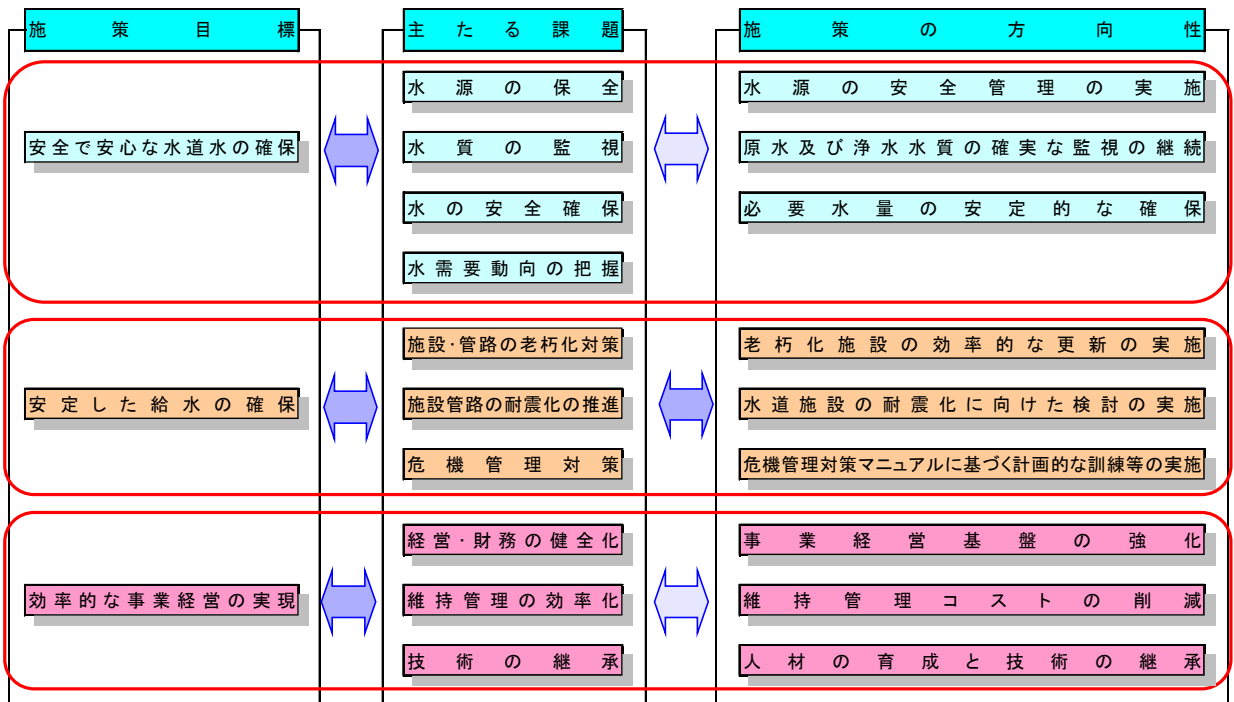 施策目標
主たる課題
施策の方向性
安全で安心な水道水の確保
水源の保全
水質の監視
水の安全確保
水需要動向の把握
水源の安全管理の実施
原水及び浄水水質の確実な監視の継続
必要水量の安定的な確保
安定した給水の確保
施設・管路の老朽化対策
施設管路の耐震化の推進
危機管理対策
老朽化施設の効率的な更新の実施
水道施設の耐震化に向けた検討の実施
危機管理対策マニュアルに基づく計画的な訓練等の実施
効率的な事業経営の実現
経営・財務の健全化
維持管理の効率化
技術の継承
事業経営基盤の強化
維持管理コストの削減
人材の育成と技術の継承